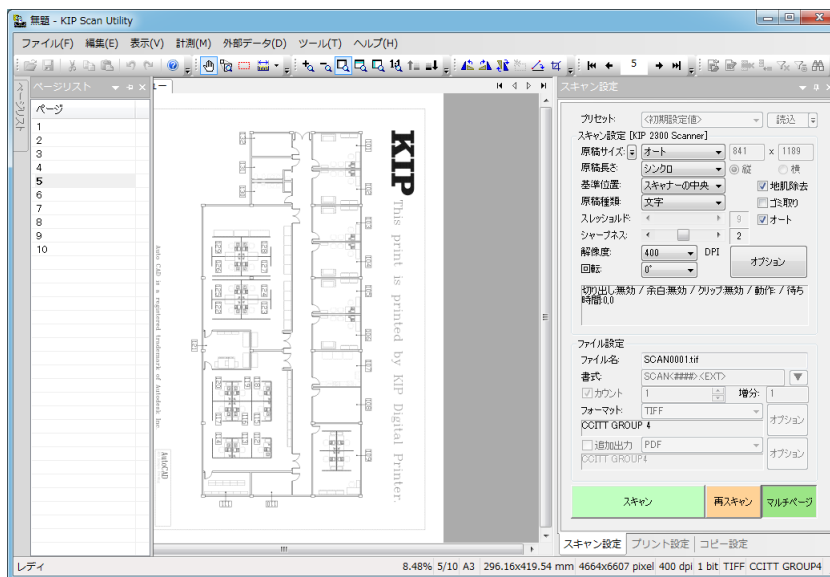 無題 - KIP Scan Utility
ファイル(F) 編集(E) 表示(V) 計測(M) 外部データ(D) ツール(T) ヘルプ(H)
5
ページリスト
ページリスト
ページ
1
2
3
4
5
6
7
8
9
10
KIP
This print is printed by KIP Digital Printer.
Auto CAD is a registered trademark of Autodesk Inc.
AutoCAD
スキャン設定
プリセット: <初期設定値> 読込
スキャン設定 [KIP 2300 Scanner]
原稿サイズ: オート 841 x 1189
原稿長さ: シンクロ 縦 横
基準位置: スキャナーの中央 地肌除去
原稿種類: 文字 ゴミ取り
スレッショルド: 9 オート
シャープネス: 2
解像度: 400 DPI
オプション
回転: 0°
切り出し:無効 / 余白:無効 / クリップ:無効 / 動作: / 待ち
時間:0.0
ファイル設定
ファイル名: SCAN0001.tif
書式: SCAN<####>.<EXT>
カウント 1 増分: 1
フォーマット: TIFF
オプション
CCITT GROUP 4
追加出力 PDF
オプション
CCITT GROUP4
スキャン 再スキャン マルチページ
スキャン設定 プリント設定 コピー設定
レディ 8.48% 5/10 A3 296.16x419.54 mm 4664x6607 pixel 400 dpi 1 bit TIFF CCITT GROUP4